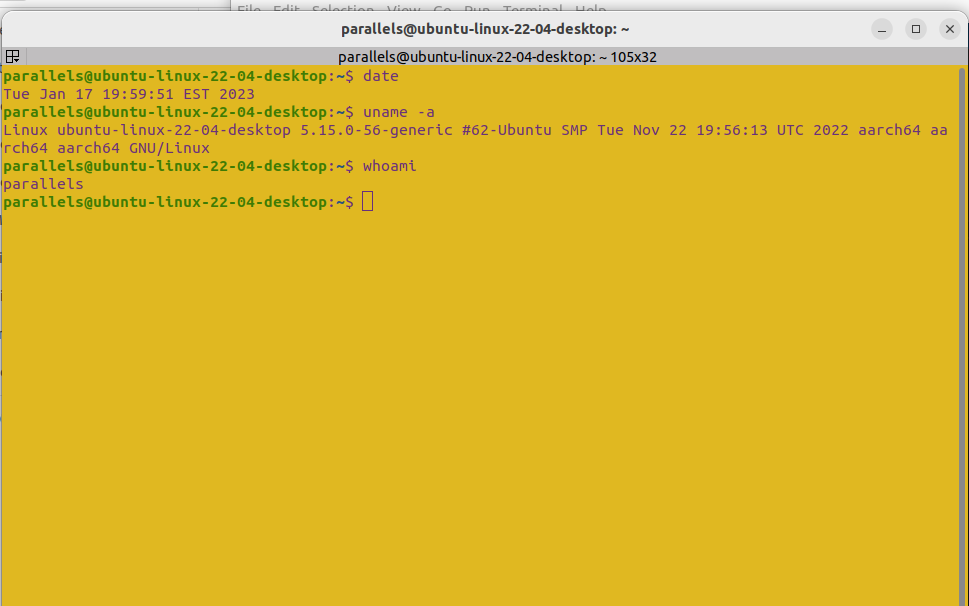 File Edit Selection View Go Run Terminal Help
parallels@ubuntu-linux-22-04-desktop: ~
parallels@ubuntu-linux-22-04-desktop: ~ 105x32
parallels@ubuntu-linux-22-04-desktop:~$ date
Tue Jan 17 19:59:51 EST 2023
parallels@ubuntu-linux-22-04-desktop:~$ uname -a
Linux ubuntu-linux-22-04-desktop 5.15.0-56-generic #62-Ubuntu SMP Tue Nov 22 19:56:13 UTC 2022 aarch64 aa
rch64 aarch64 GNU/Linux
parallels@ubuntu-linux-22-04-desktop:~$ whoami
parallels
parallels@ubuntu-linux-22-04-desktop:~$